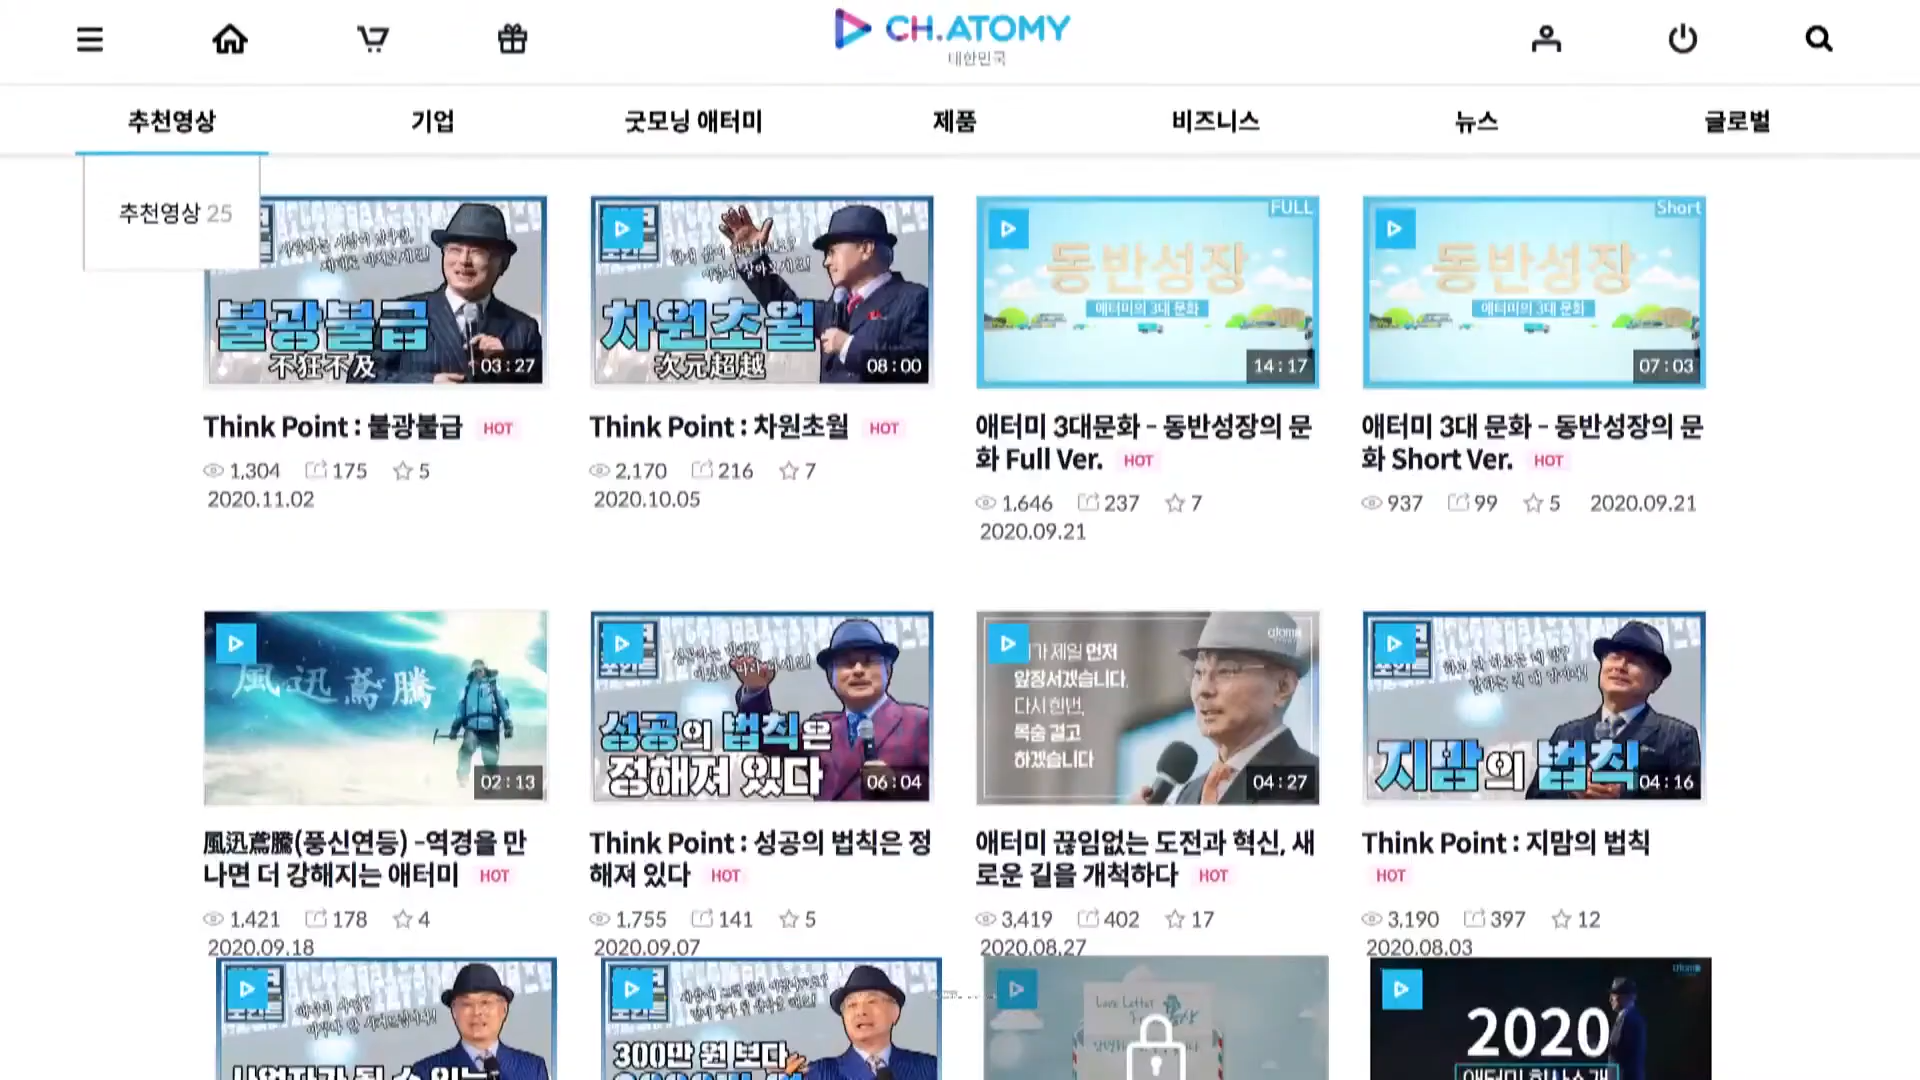 CH.ATOMY
대한민국
추천영상
기업
굿모닝 애터미
제품
비즈니스
뉴스
글로벌
추천영상 25
불광불급
不狂不及
03:27
차원초월
次元超越
08:00
FULL
동반성장
애터미의 3대 문화
14:17
Short
동반성장
애터미의 3대 문화
07:03
Think Point : 불광불급 HOT
1,304 175 5
2020.11.02
Think Point : 차원초월 HOT
2,170 216 7
2020.10.05
애터미 3대문화 - 동반성장의 문
화 Full Ver. HOT
1,646 237 7
2020.09.21
애터미 3대 문화 - 동반성장의 문
화 Short Ver. HOT
937 99 5 2020.09.21
風迅鳶騰
02:13
성공의 법칙은
정해져 있다
06:04
가 제일 먼저
앞장서겠습니다.
다시 한번,
목숨 걸고
하겠습니다
04:27
지맘의 법칙
04:16
風迅鳶騰(풍신연등) -역경을 만
나면 더 강해지는 애터미 HOT
1,421 178 4
2020.09.18
Think Point : 성공의 법칙은 정
해져 있다 HOT
1,755 141 5
2020.09.07
애터미 끊임없는 도전과 혁신, 새
로운 길을 개척하다 HOT
3,419 402 17
2020.08.27
Think Point : 지맘의 법칙
HOT
3,190 397 12
2020.08.03
300만 원 보다
Love Letter
2020
애터미 회사소개